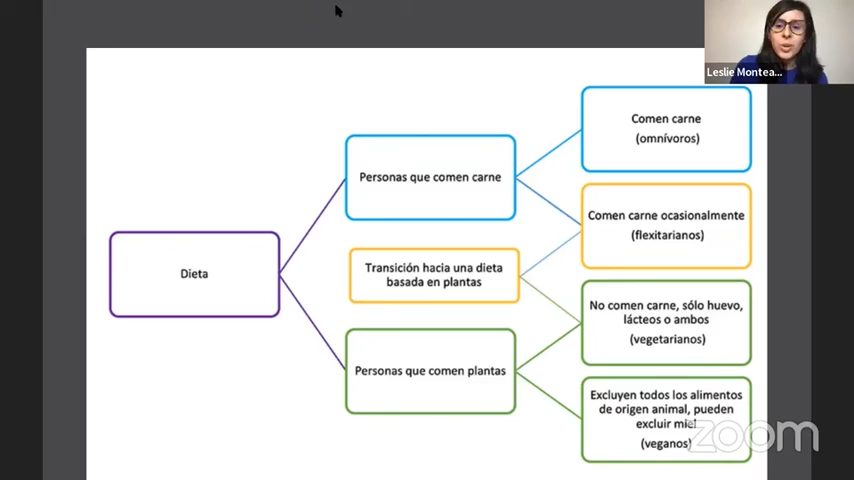 Leslie Montea...
Comen carne
(omnívoros)
Personas que comen carne
Comen carne ocasionalmente
(flexitarianos)
Dieta
Transición hacia una dieta
basada en plantas
No comen carne, sólo huevo,
lácteos o ambos
(vegetarianos)
Personas que comen plantas
Excluyen todos los alimentos
de origen animal, pueden
excluir miel
(veganos)
zoom